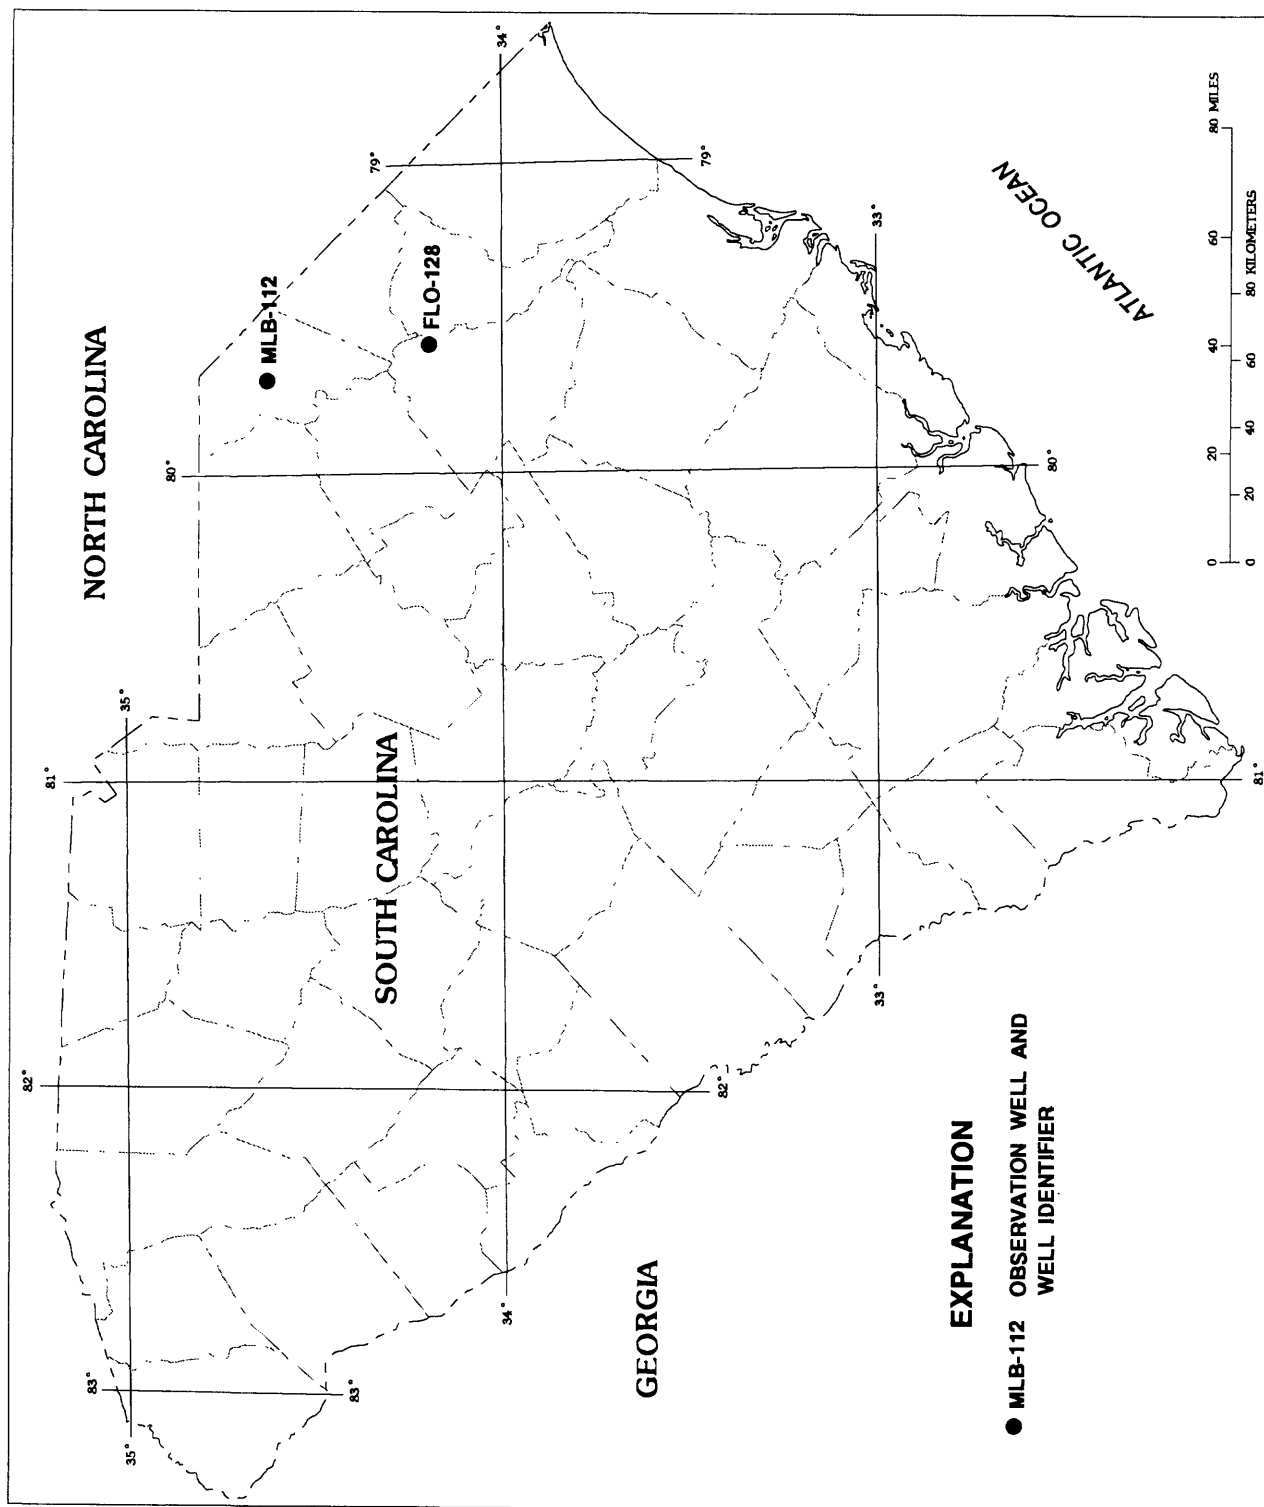 NORTH CAROLINA
82°
81°
83°
35°
35°
80°
MLB-112
SOUTH CAROLINA
79°
FLO-128
83°
34°
34°
GEORGIA
82°
79°
33°
33°
80°
81°
ATLANTIC OCEAN
EXPLANATION
MLB-112 OBSERVATION WELL AND
WELL IDENTIFIER
0 20 40 60 80 MILES
0 20 40 60 80 KILOMETERS